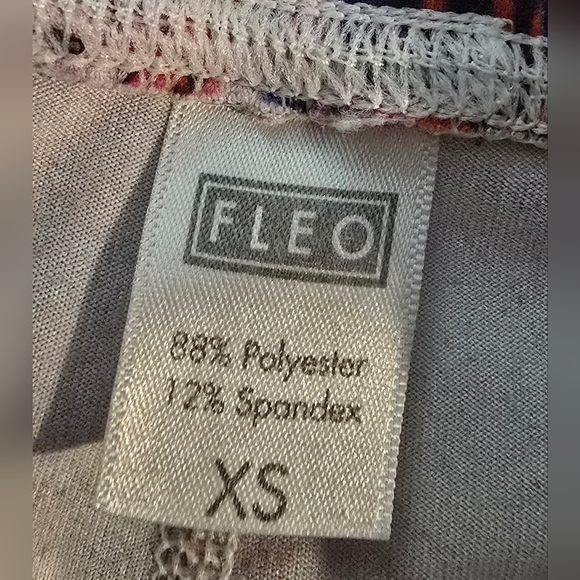 FLEO
88% Polyester
12% Spandex
XS